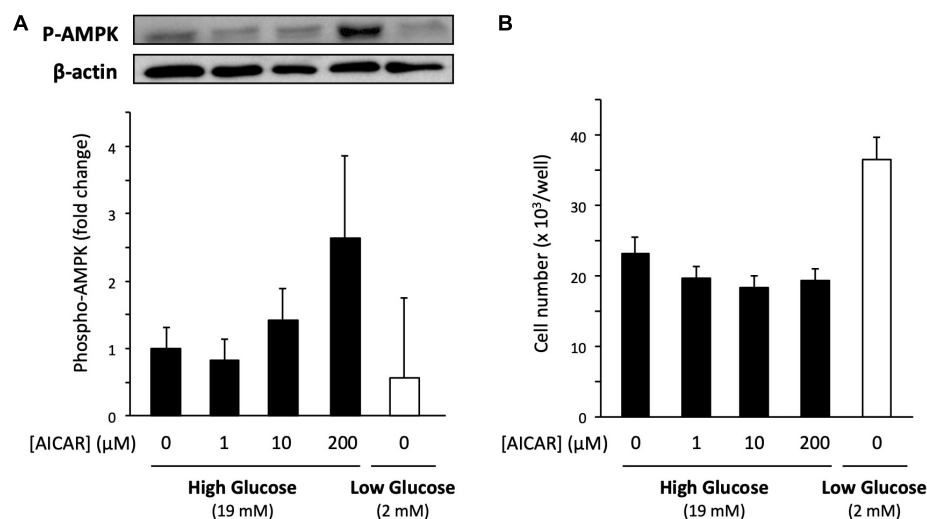 A
P-AMPK
β-actin
Phospho-AMPK (fold change)
4
3
2
1
0
[AICAR] (μM) 0 1 10 200 0
High Glucose Low Glucose
(19 mM) (2 mM)
B
Cell number (x 10³/well)
40
30
20
10
0
[AICAR] (μM) 0 1 10 200 0
High Glucose Low Glucose
(19 mM) (2 mM)